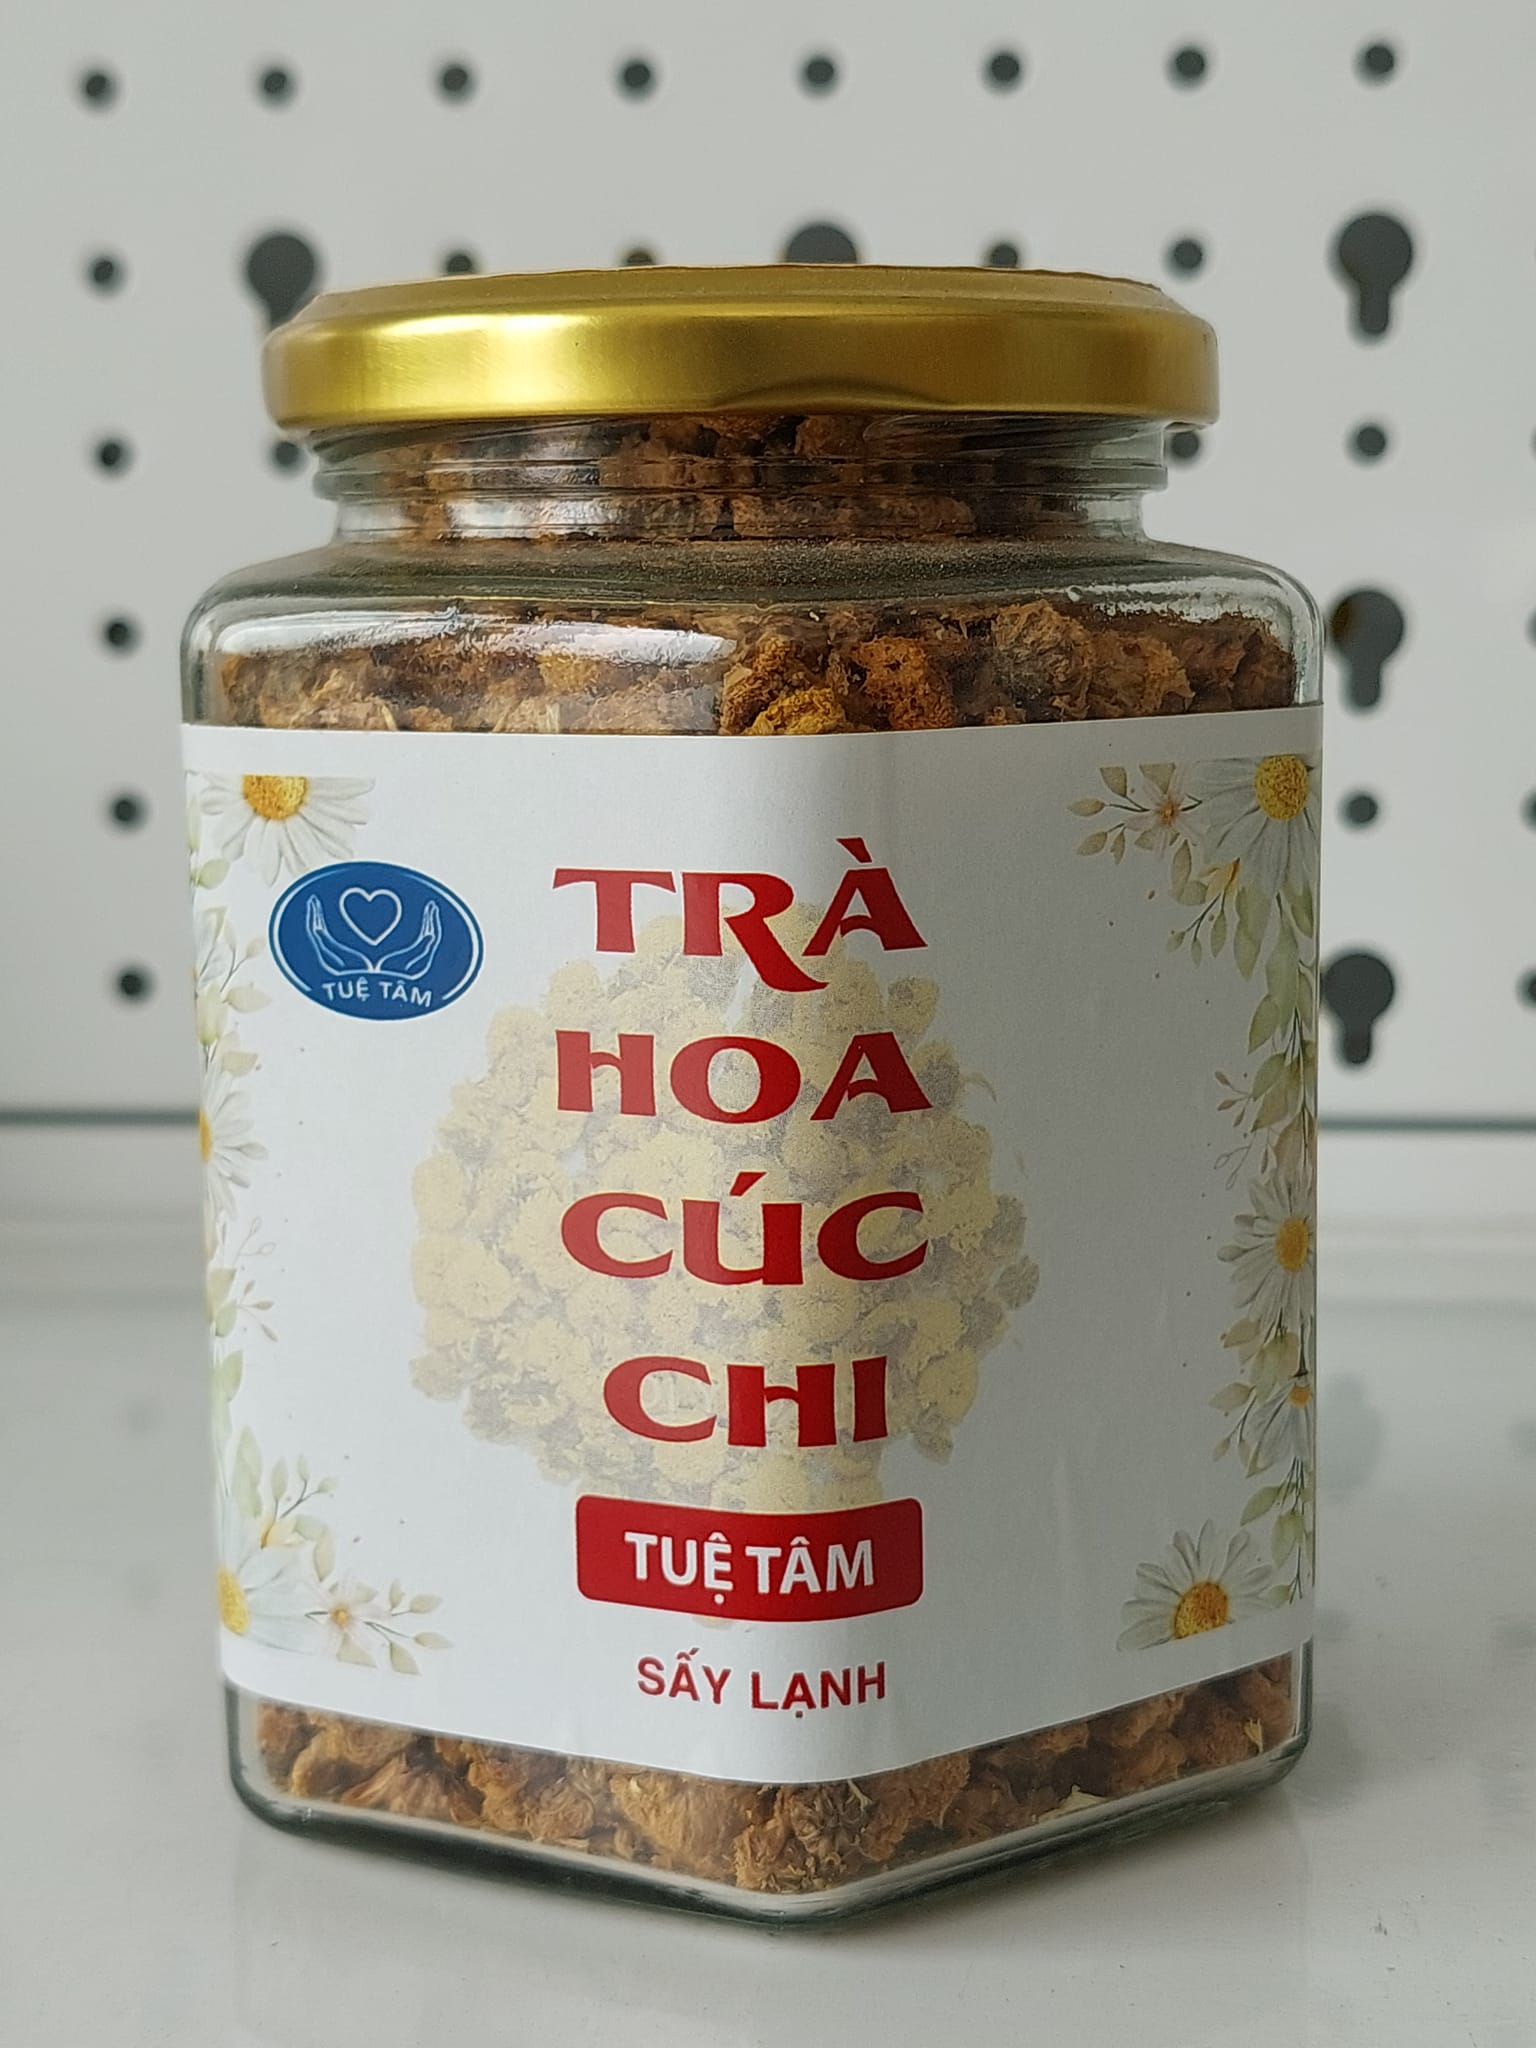 TUỆ TÂM
TRÀ
HOA
CÚC
CHI
TUỆ TÂM
SẤY LẠNH